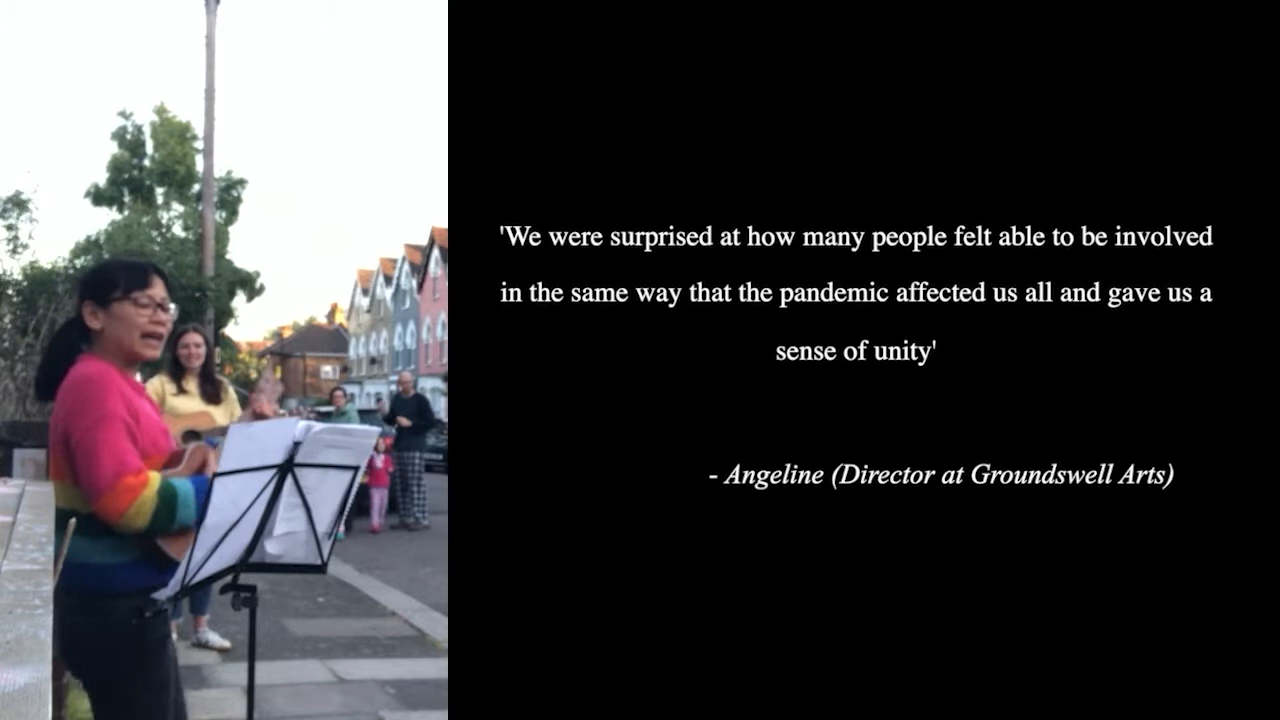 'We were surprised at how many people felt able to be involved
in the same way that the pandemic affected us all and gave us a
sense of unity'
- Angeline (Director at Groundswell Arts)